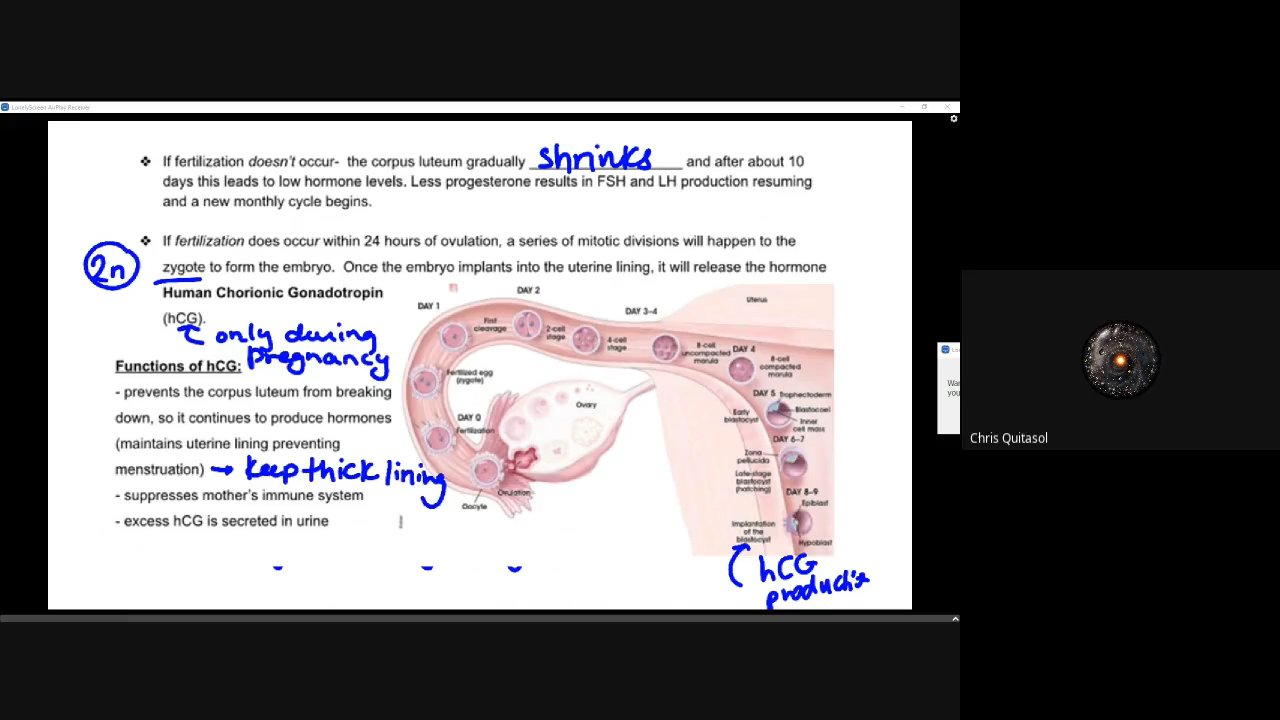 LonelyScreen AirPlay Receiver
❖ If fertilization doesn't occur- the corpus luteum gradually shrinks and after about 10
days this leads to low hormone levels. Less progesterone results in FSH and LH production resuming
and a new monthly cycle begins.
❖ If fertilization does occur within 24 hours of ovulation, a series of mitotic divisions will happen to the
2n
zygote to form the embryo. Once the embryo implants into the uterine lining, it will release the hormone
Human Chorionic Gonadotropin
(hCG).
only during
pregnancy
Functions of hCG:
- prevents the corpus luteum from breaking
down, so it continues to produce hormones
(maintains uterine lining preventing
menstruation) → keep thick lining
- suppresses mother's immune system
- excess hCG is secreted in urine
DAY 0
Fertilization
Ovulation
Oocyte
Fertilized egg
(zygote)
DAY 1
First
cleavage
DAY 2
2-cell
stage
4-cell
stage
DAY 3–4
8-cell
uncompacted
morula
Uterus
Ovary
DAY 4
8-cell
compacted
morula
DAY 5
Trophectoderm
Early
blastocyst
Blastocoel
Inner
cell mass
DAY 6-7
Zona
pellucida
Late-stage
blastocyst
(hatching)
DAY 8-9
Epiblast
Implantation
of the
blastocyst
Hypoblast
hCG
Wan
you
Chris Quitasol